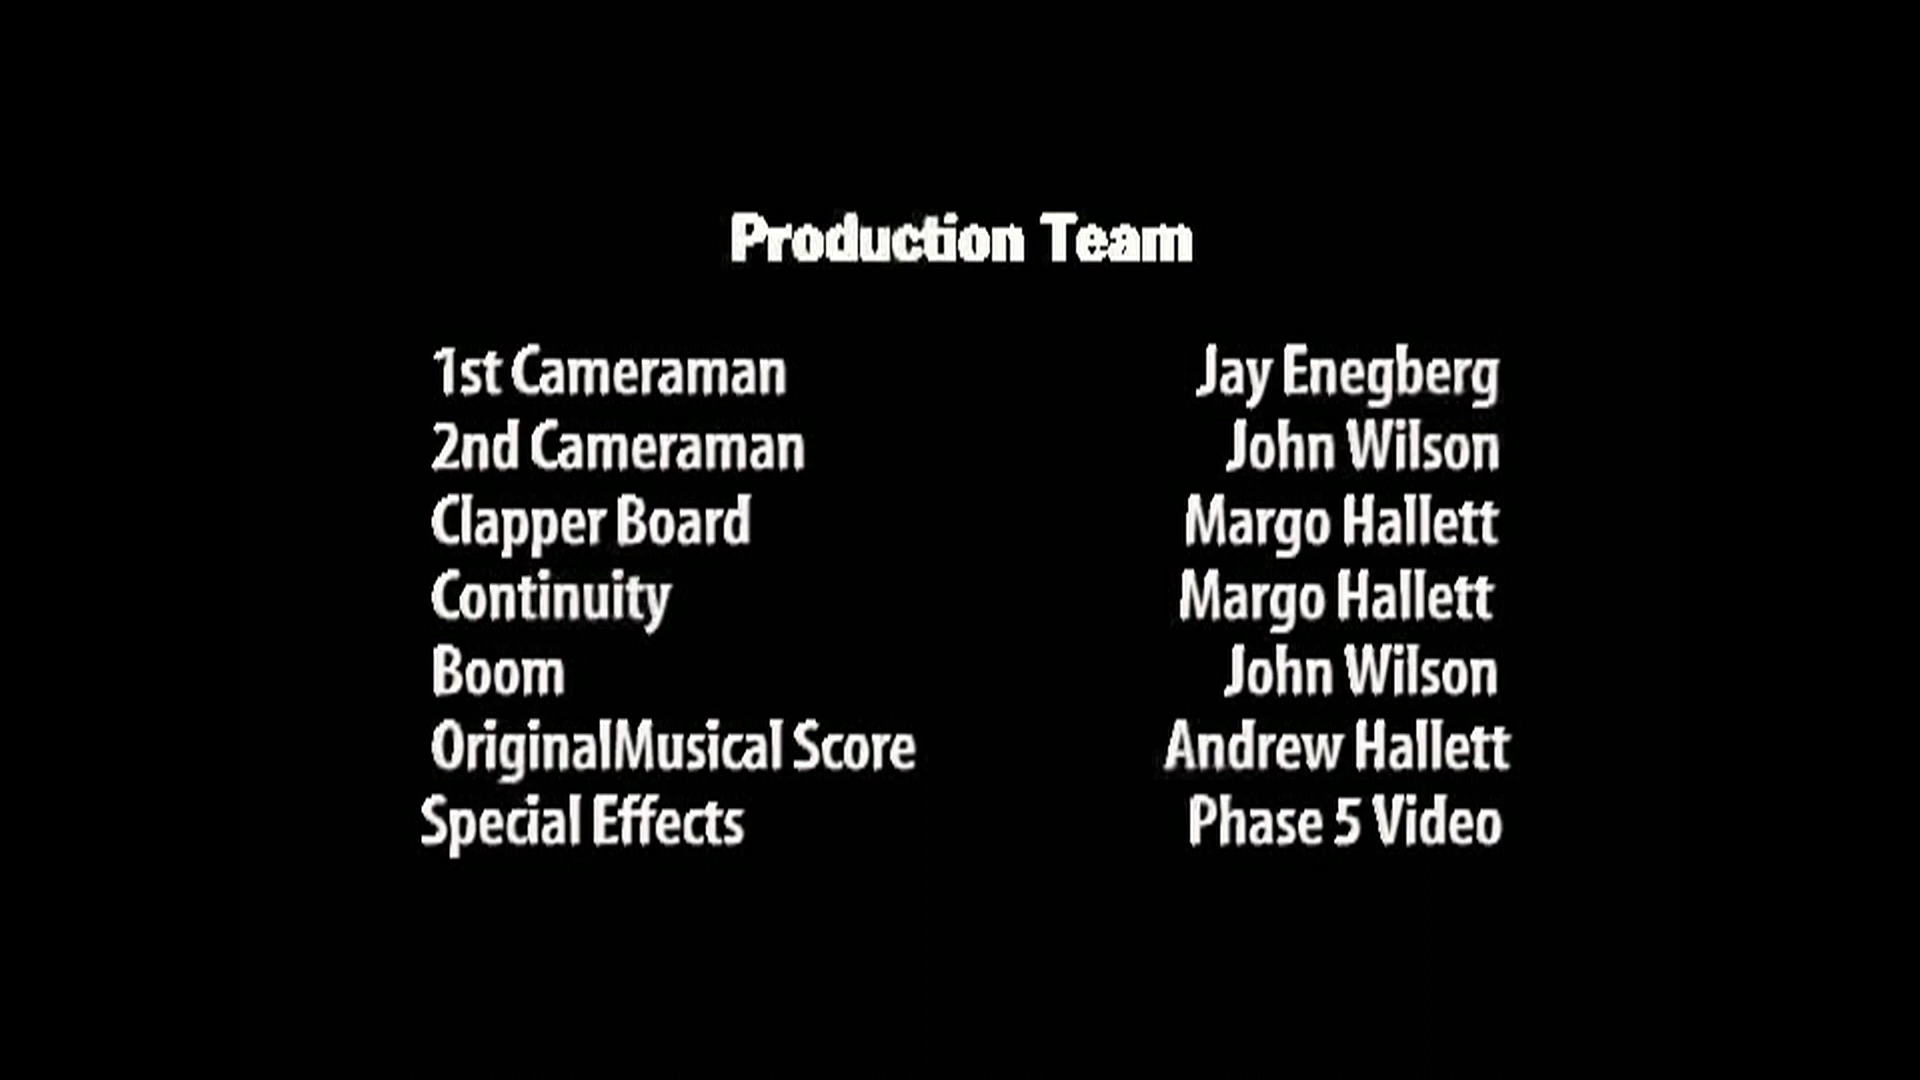 Production Team
1st Cameraman Jay Enegberg
2nd Cameraman John Wilson
Clapper Board Margo Hallett
Continuity Margo Hallett
Boom John Wilson
OriginalMusical Score Andrew Hallett
Special Effects Phase 5 Video